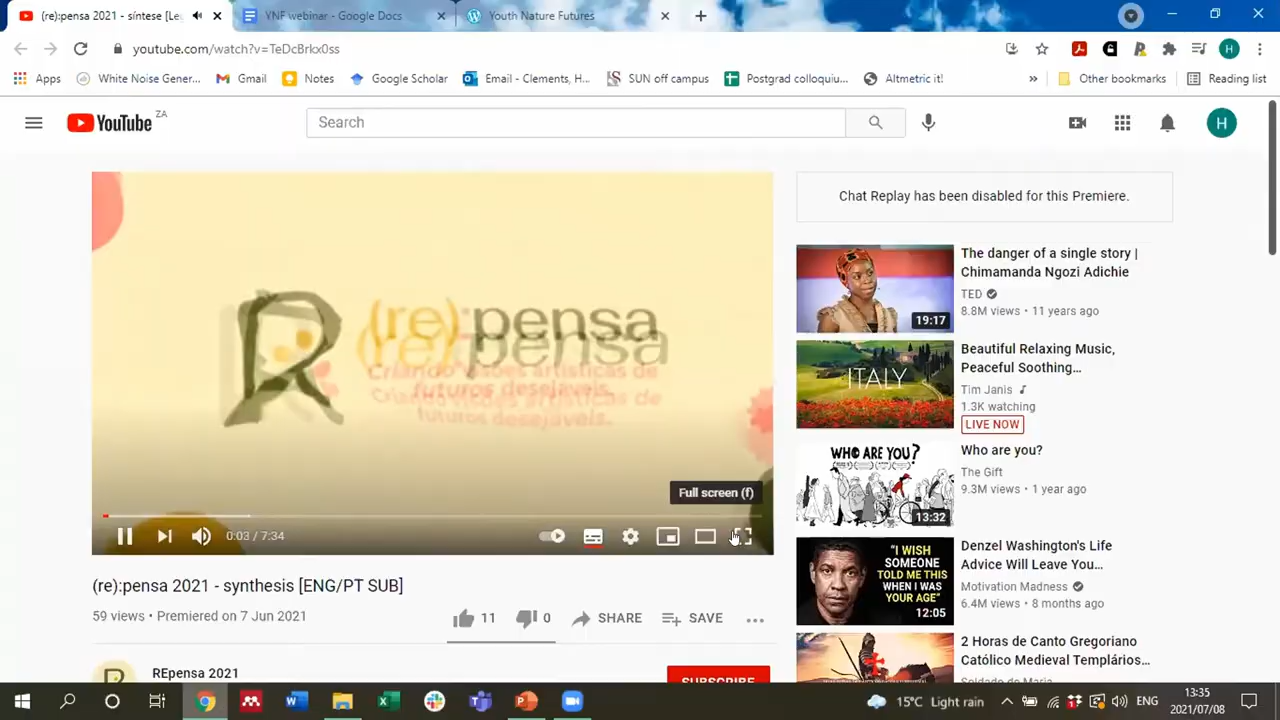 (re):pensa 2021 - síntese [Le
YNF webinar - Google Docs
Youth Nature Futures
youtube.com/watch?v=TeDcBrkx0ss
H
Apps
White Noise Gener...
Gmail
Notes
Google Scholar
Email - Clements, H...
SUN off campus
Postgrad colloquiu...
Altmetric it!
»
Other bookmarks
Reading list
YouTube ZA
Search
H
(re):pensa
Criando visões artísticas de
futuros desejáveis.
Full screen (f)
0:03 / 7:34
(re):pensa 2021 - synthesis [ENG/PT SUB]
59 views • Premiered on 7 Jun 2021
11
0
SHARE
SAVE
REpensa 2021
SUBSCRIBE
Chat Replay has been disabled for this Premiere.
19:17
The danger of a single story |
Chimamanda Ngozi Adichie
TED
8.8M views • 11 years ago
ITALY
Beautiful Relaxing Music,
Peaceful Soothing...
Tim Janis
1.3K watching
LIVE NOW
WHO ARE YOU?
13:32
Who are you?
The Gift
9.3M views • 1 year ago
"I WISH
SOMEONE
TOLD ME THIS
WHEN I WAS
YOUR AGE"
12:05
Denzel Washington's Life
Advice Will Leave You...
Motivation Madness
6.4M views • 8 months ago
2 Horas de Canto Gregoriano
Católico Medieval Templários...
Soldado de Maria
15°C Light rain
ENG
13:35
2021/07/08